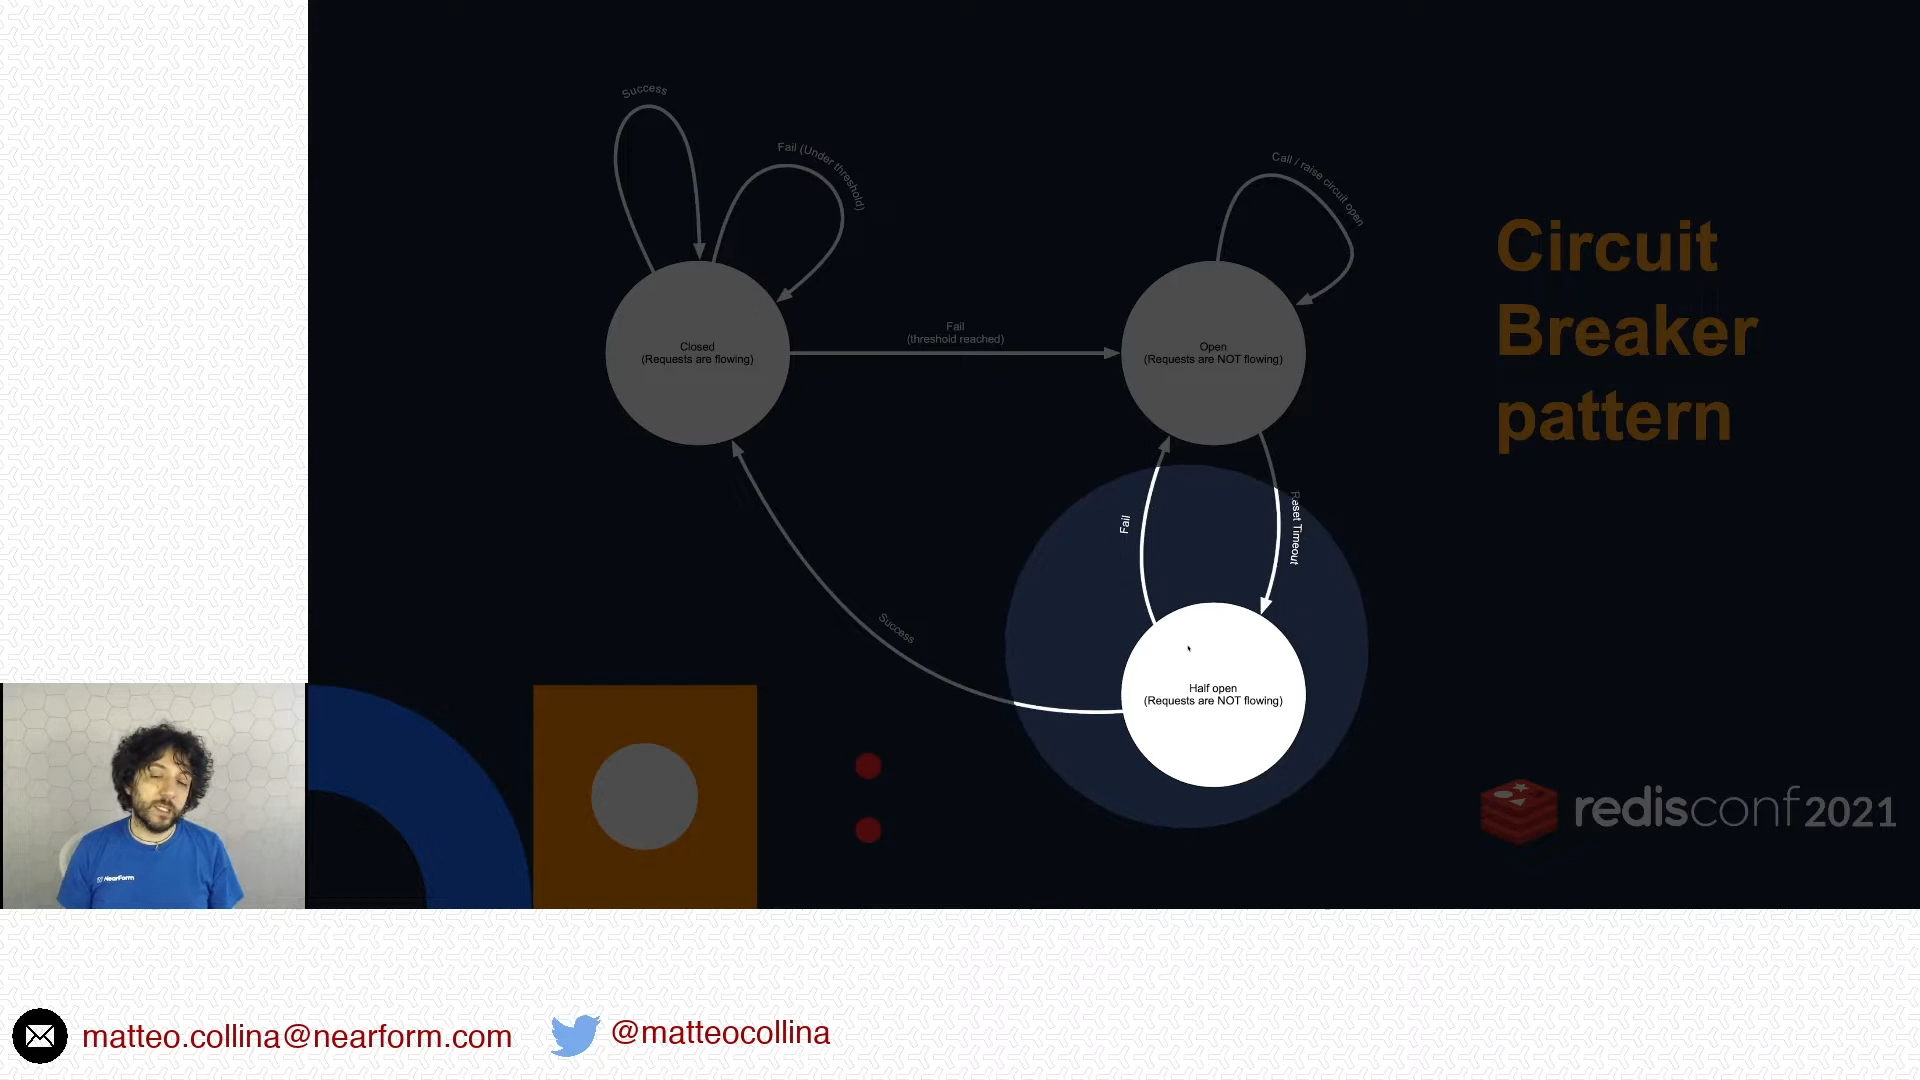 Success
Fail (Under threshold)
Call / raise circuit open
Circuit
Breaker
pattern
Fail
(threshold reached)
Closed
(Requests are flowing)
Open
(Requests are NOT flowing)
Fail
Reset Timeout
Success
Half open
(Requests are NOT flowing)
redisconf2021
NearForm
matteo.collina@nearform.com
@matteocollina